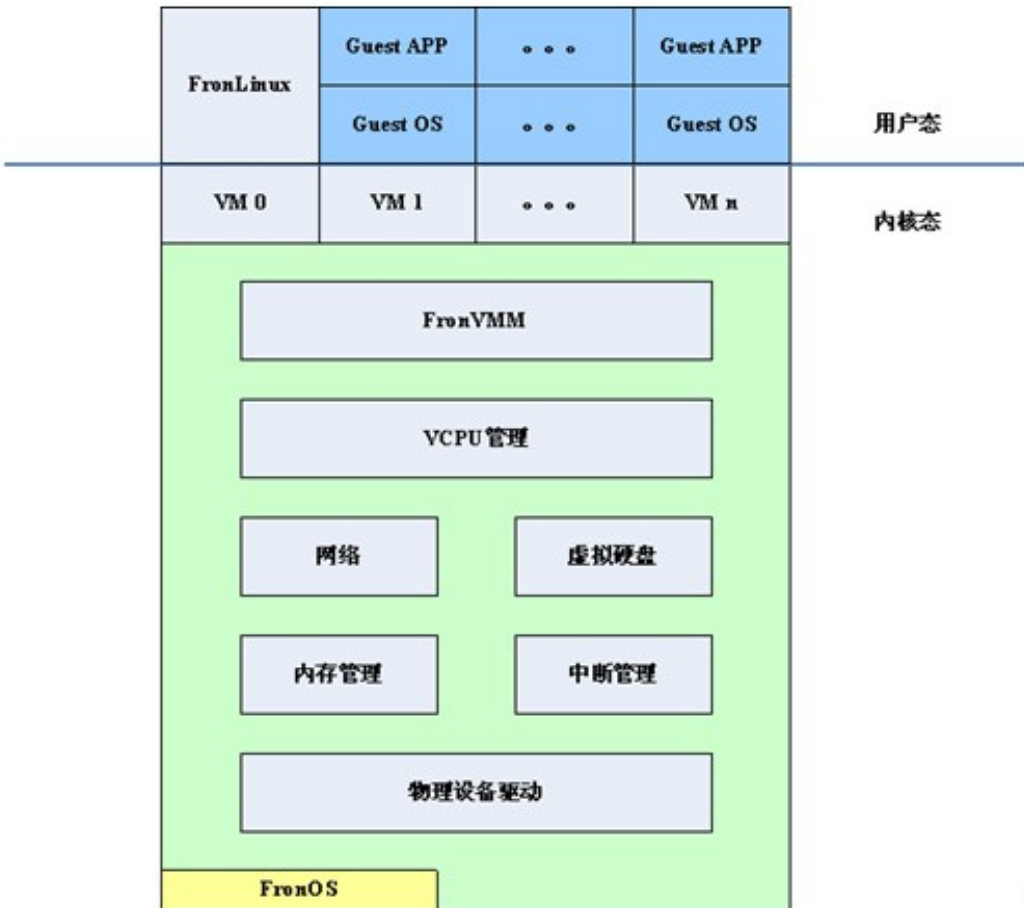 Guest APP
。。。
Guest APP
FronLinux
Guest OS
。。。
Guest OS
用户态
VM 0
VM 1
。。。
VM n
内核态
FronVMM
VCPU管理
网络
虚拟硬盘
内存管理
中断管理
物理设备驱动
FronOS